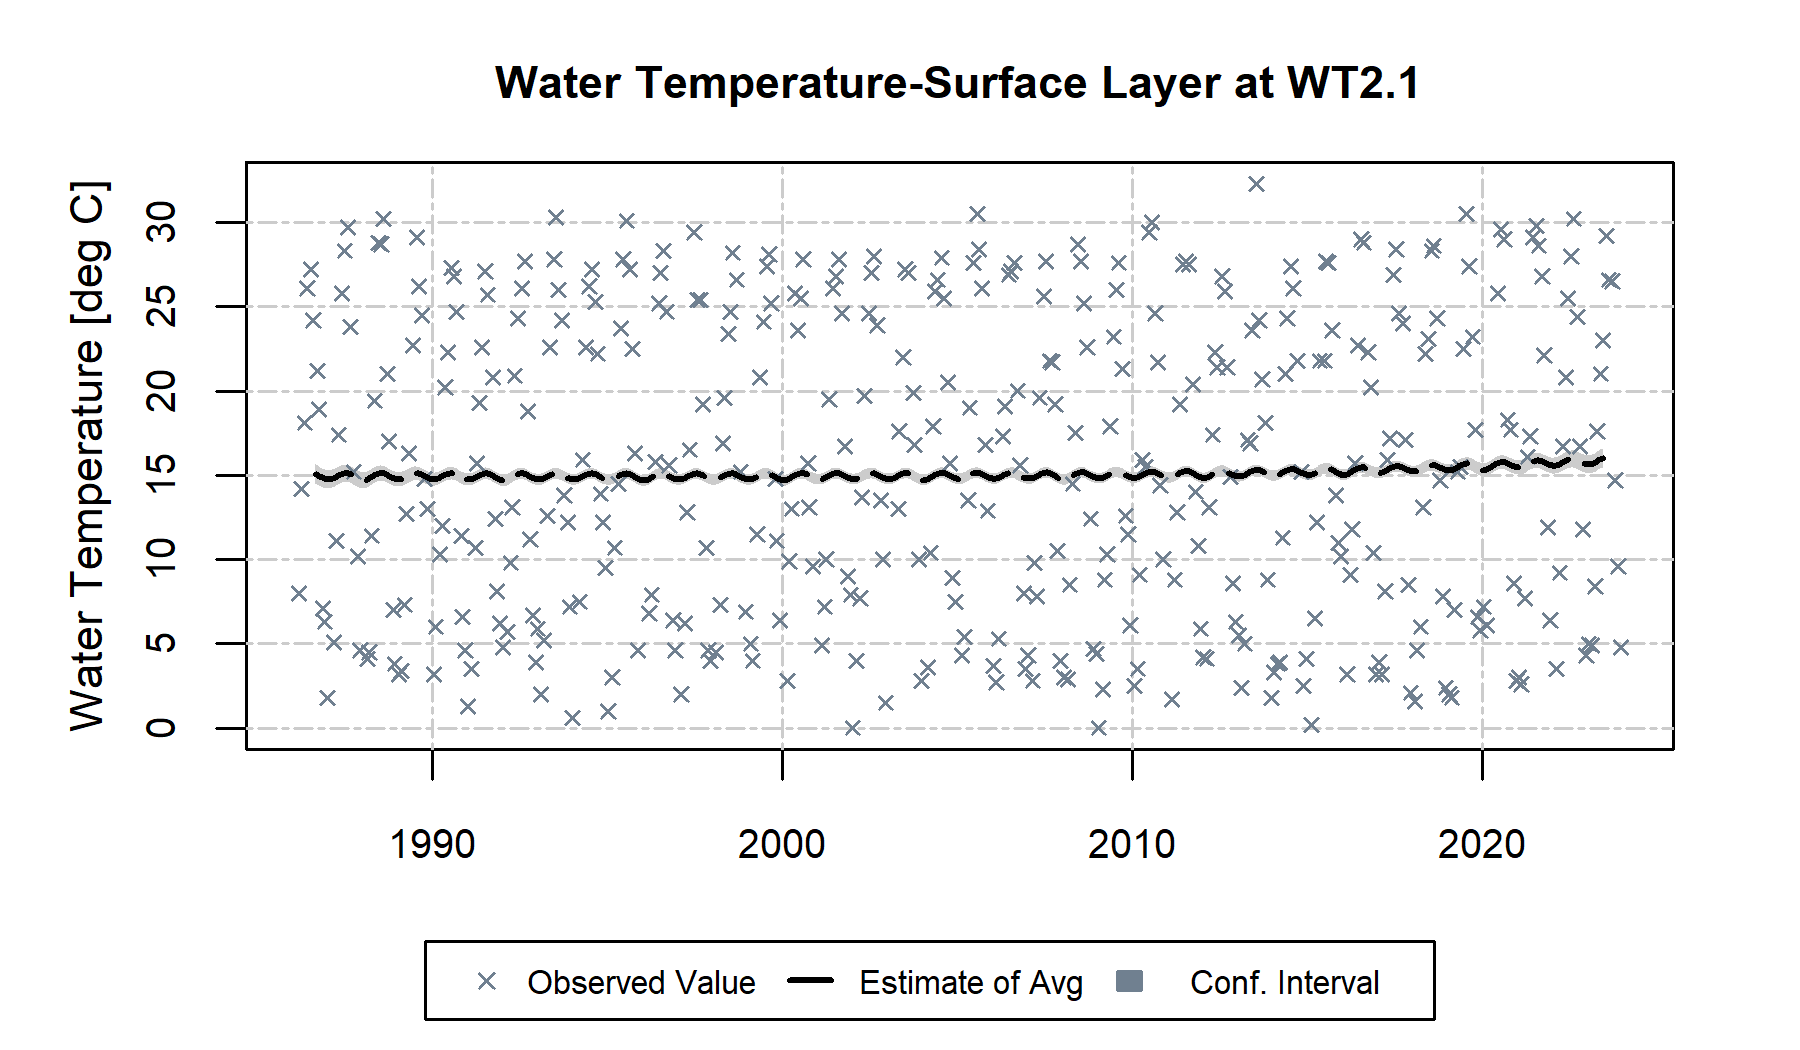 Water Temperature-Surface Layer at WT2.1
Water Temperature [deg C]
30
25
20
15
10
5
0
1990 2000 2010 2020
Observed Value Estimate of Avg Conf. Interval